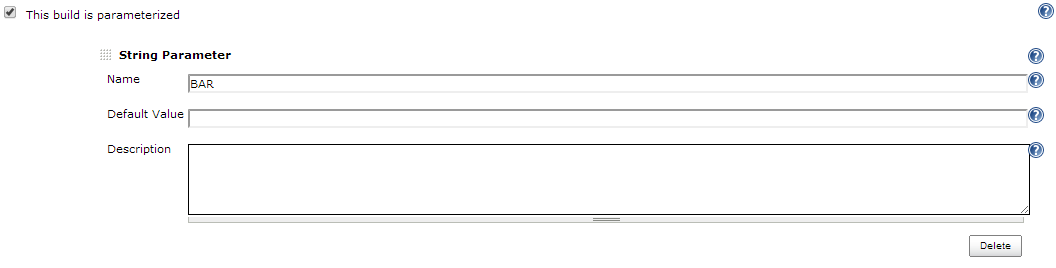 This build is parameterized
String Parameter
Name
BAR
Default Value
Description
Delete